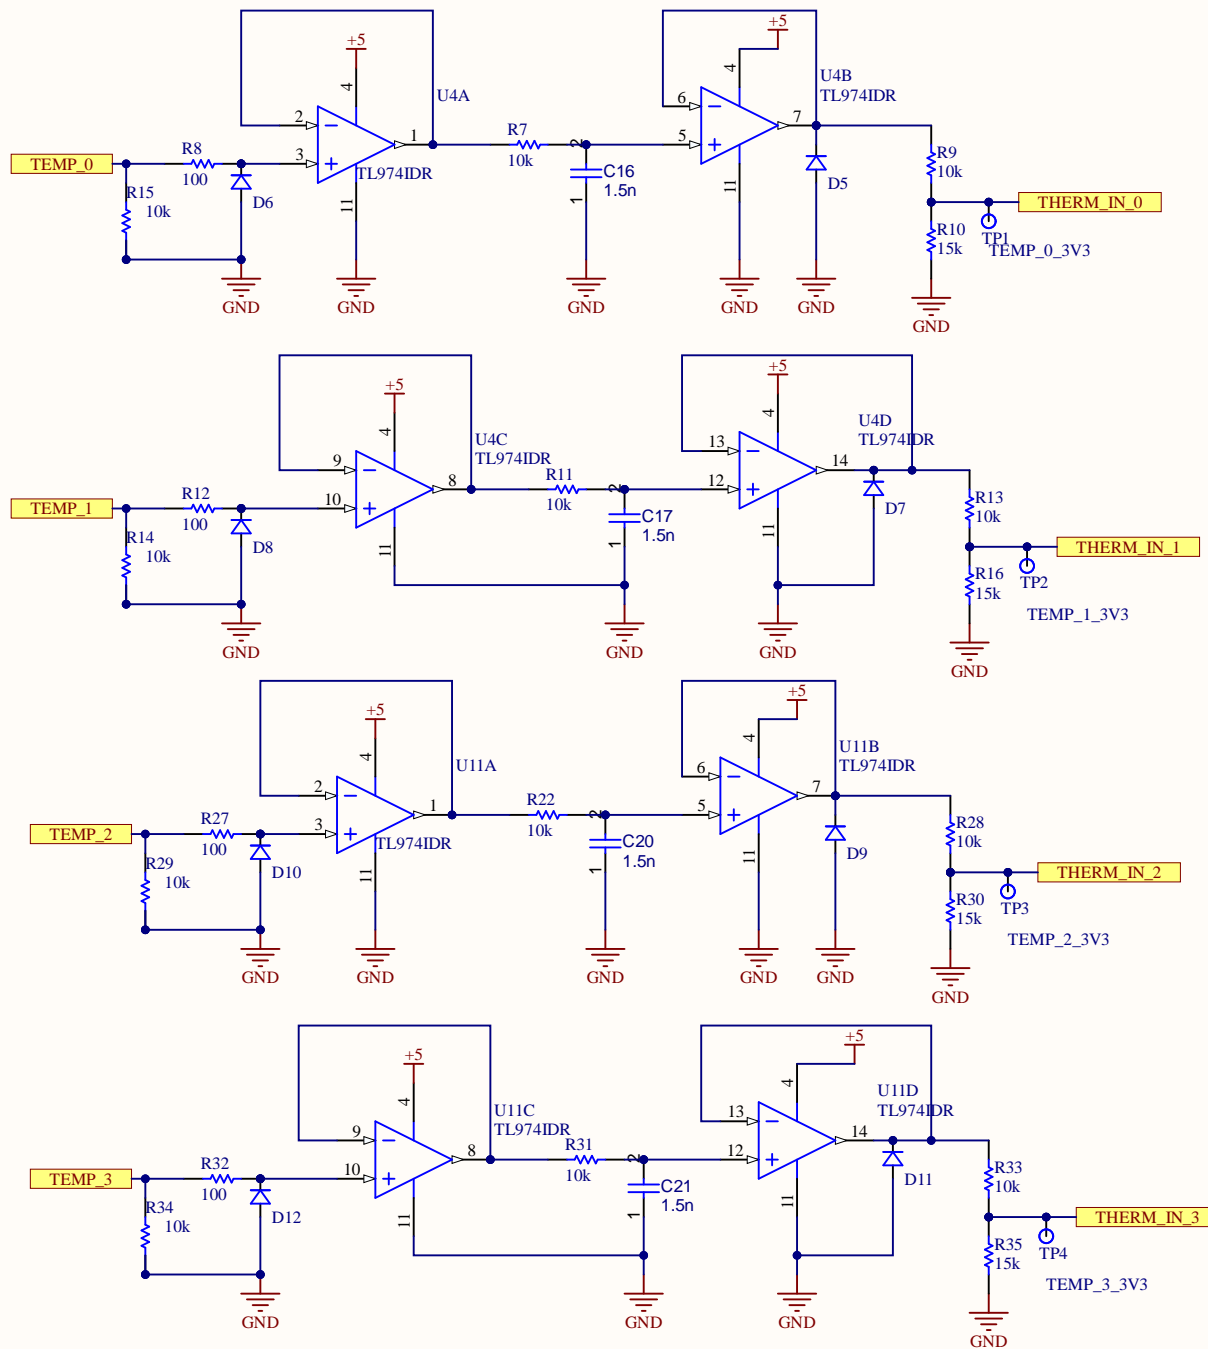 +5
4
2
3
1
11
U4A
TL974IDR
TEMP_0
R8
100
R15
10k
D6
GND
GND
R7
10k
2
C16
1.5n
1
GND
+5
4
6
5
7
11
U4B
TL974IDR
D5
GND
GND
R9
10k
R10
15k
GND
THERM_IN_0
TP1
TEMP_0_3V3
+5
4
9
10
8
11
U4C
TL974IDR
TEMP_1
R12
100
R14
10k
D8
GND
R11
10k
2
C17
1.5n
1
GND
+5
4
13
12
14
11
U4D
TL974IDR
D7
GND
R13
10k
R16
15k
GND
THERM_IN_1
TP2
TEMP_1_3V3
+5
4
2
3
1
11
U11A
TL974IDR
TEMP_2
R27
100
R29
10k
D10
GND
GND
R22
10k
2
C20
1.5n
1
GND
+5
4
6
5
7
11
U11B
TL974IDR
D9
GND
GND
R28
10k
R30
15k
GND
THERM_IN_2
TP3
TEMP_2_3V3
+5
4
9
10
8
11
U11C
TL974IDR
TEMP_3
R32
100
R34
10k
D12
GND
R31
10k
2
C21
1.5n
1
GND
+5
4
13
12
14
11
U11D
TL974IDR
D11
GND
R33
10k
R35
15k
GND
THERM_IN_3
TP4
TEMP_3_3V3